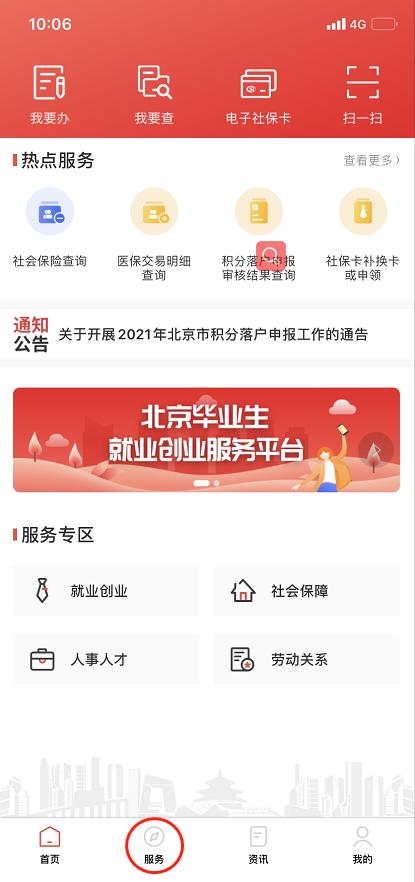 10:06
4G
我要办
我要查
电子社保卡
扫一扫
热点服务
查看更多
社会保险查询
医保交易明细
查询
积分落户申报
审核结果查询
社保卡补换卡
或申领
通知
公告
关于开展2021年北京市积分落户申报工作的通告
北京毕业生
就业创业服务平台
服务专区
就业创业
社会保障
人事人才
劳动关系
首页
服务
资讯
我的